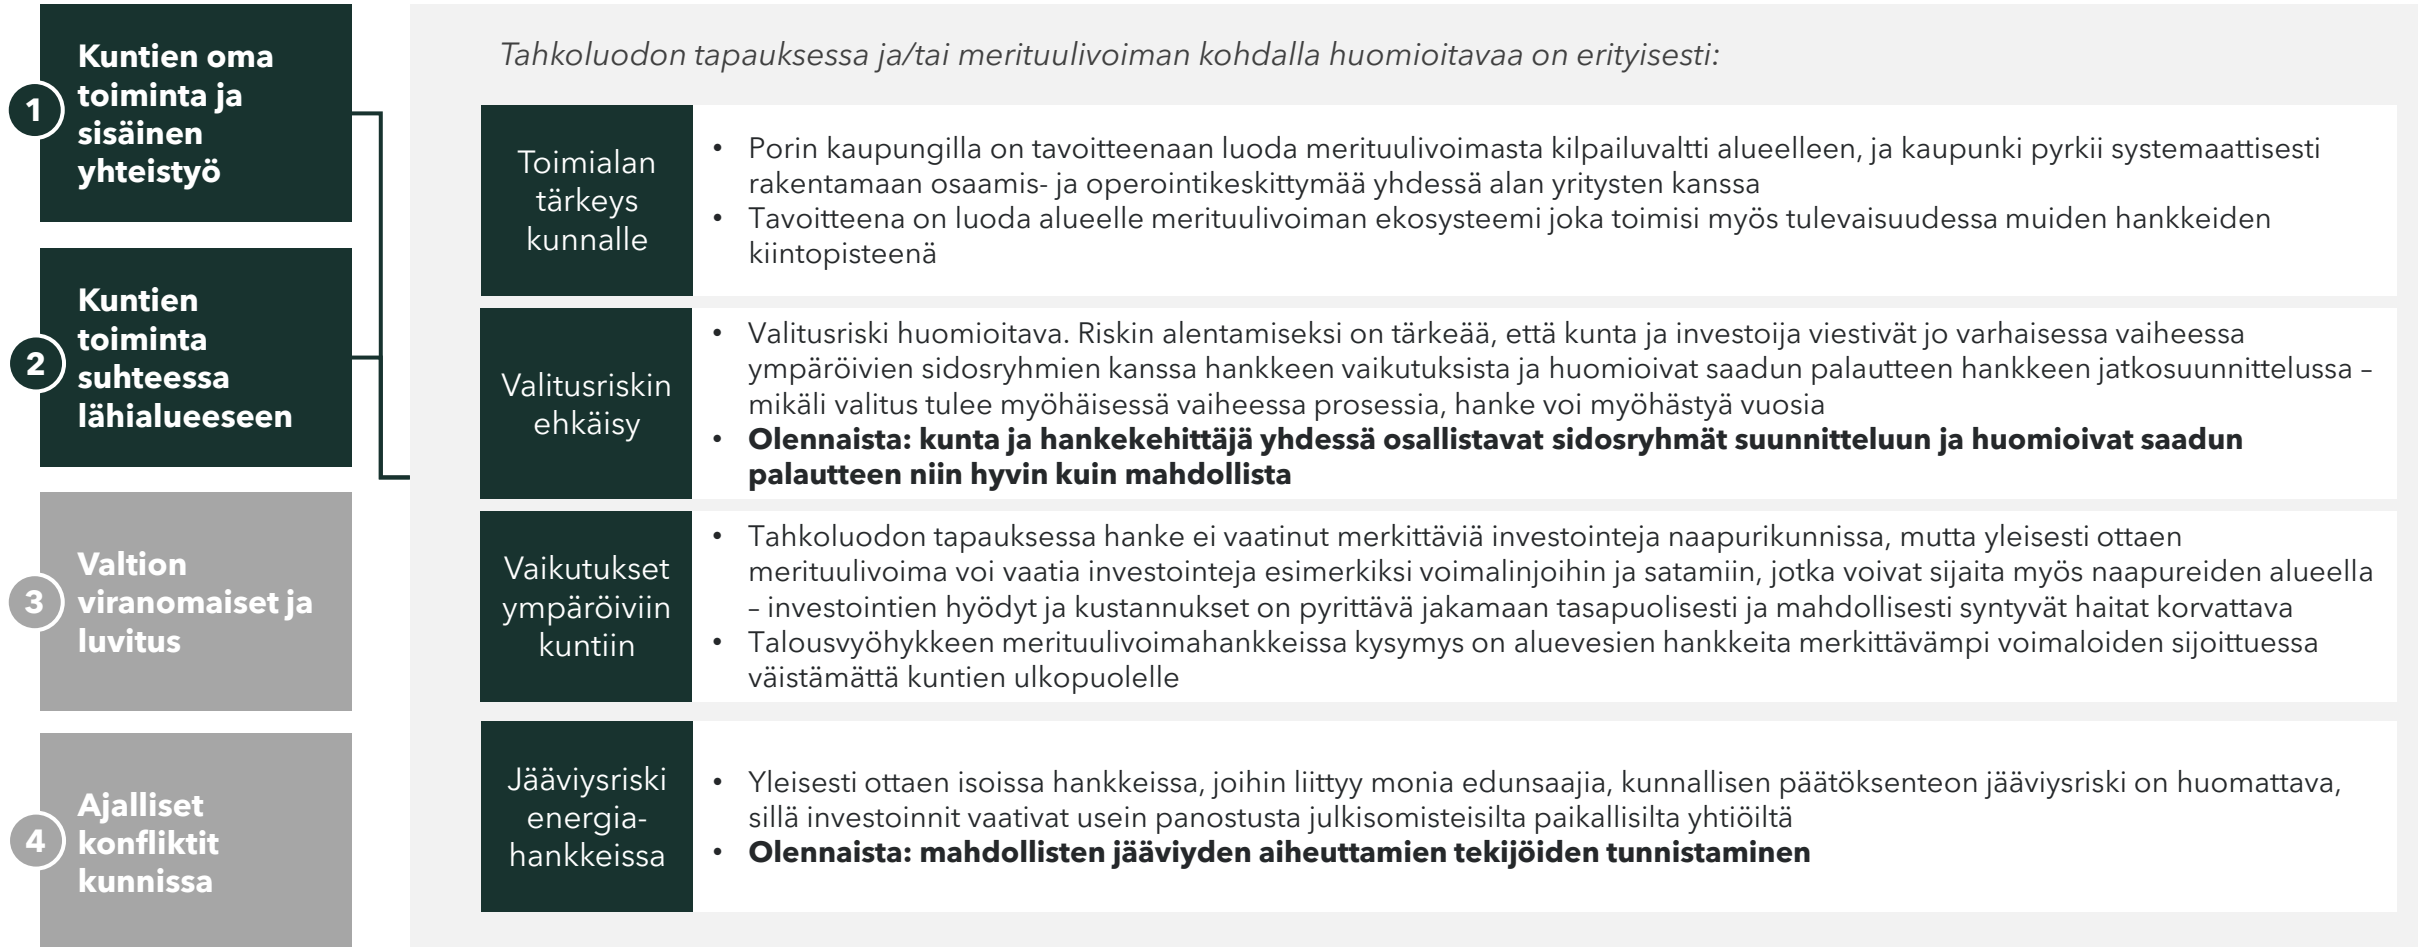 1
Kuntien oma
toiminta ja
sisäinen
yhteistyö
2
Kuntien
toiminta
suhteessa
lähialueeseen
3
Valtion
viranomaiset ja
luvitus
4
Ajalliset
konfliktit
kunnissa
Tahkoluodon tapauksessa ja/tai merituulivoiman kohdalla huomioitavaa on erityisesti:
Toimialan
tärkeys
kunnalle
• Porin kaupungilla on tavoitteenaan luoda merituulivoimasta kilpailuvaltti alueelleen, ja kaupunki pyrkii systemaattisesti
rakentamaan osaamis- ja operointikeskittymää yhdessä alan yritysten kanssa
• Tavoitteena on luoda alueelle merituulivoiman ekosysteemi joka toimisi myös tulevaisuudessa muiden hankkeiden
kiintopisteenä
Valitusriskin
ehkäisy
• Valitusriski huomioitava. Riskin alentamiseksi on tärkeää, että kunta ja investoija viestivät jo varhaisessa vaiheessa
ympäröivien sidosryhmien kanssa hankkeen vaikutuksista ja huomioivat saadun palautteen hankkeen jatkosuunnittelussa –
mikäli valitus tulee myöhäisessä vaiheessa prosessia, hanke voi myöhästyä vuosia
• Olennaista: kunta ja hankekehittäjä yhdessä osallistavat sidosryhmät suunnitteluun ja huomioivat saadun
palautteen niin hyvin kuin mahdollista
Vaikutukset
ympäröiviin
kuntiin
• Tahkoluodon tapauksessa hanke ei vaatinut merkittäviä investointeja naapurikunnissa, mutta yleisesti ottaen
merituulivoima voi vaatia investointeja esimerkiksi voimalinjoihin ja satamiin, jotka voivat sijaita myös naapureiden alueella
– investointien hyödyt ja kustannukset on pyrittävä jakamaan tasapuolisesti ja mahdollisesti syntyvät haitat korvattava
• Talousvyöhykkeen merituulivoimahankkeissa kysymys on aluevesien hankkeita merkittävämpi voimaloiden sijoittuessa
väistämättä kuntien ulkopuolelle
Jääviysriski
energia-
hankkeissa
• Yleisesti ottaen isoissa hankkeissa, joihin liittyy monia edunsaajia, kunnallisen päätöksenteon jääviysriski on huomattava,
sillä investoinnit vaativat usein panostusta julkisomisteisilta paikallisilta yhtiöiltä
• Olennaista: mahdollisten jääviyden aiheuttamien tekijöiden tunnistaminen